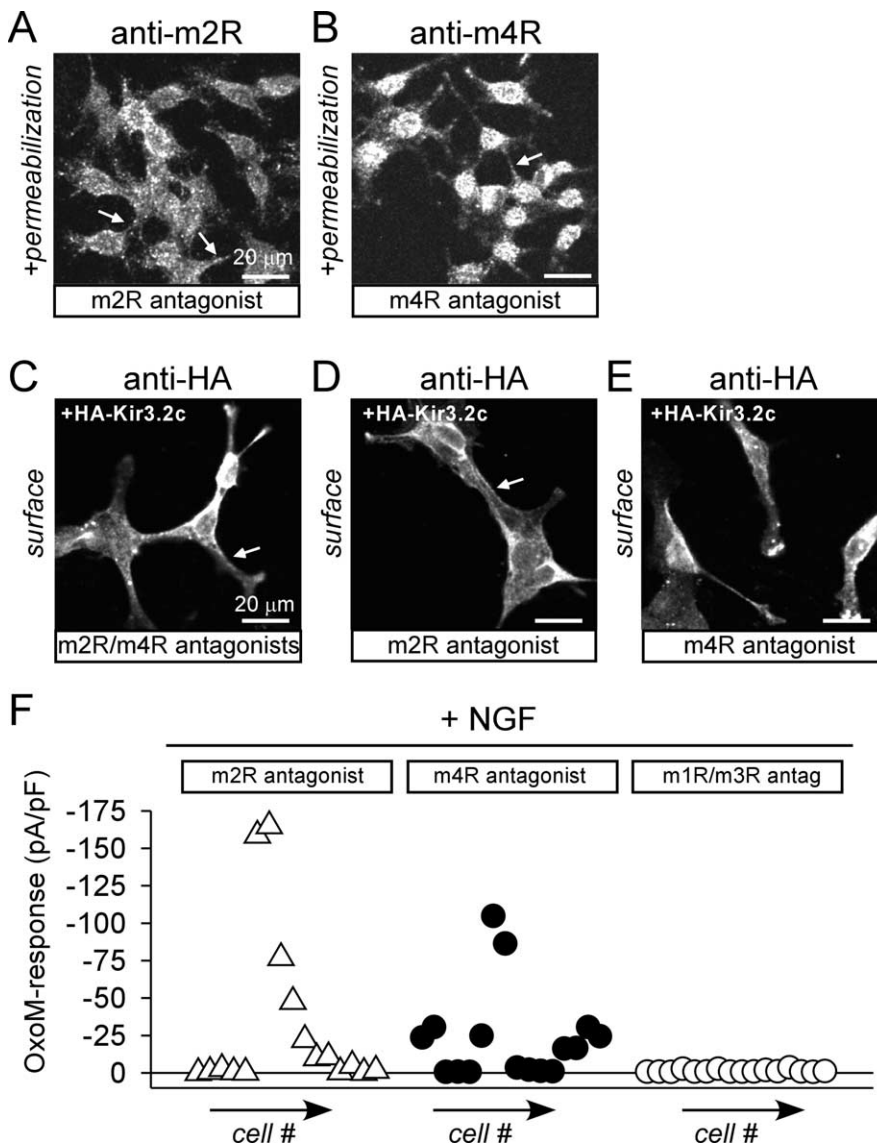 A
anti-m2R
+permeabilization
20 μm
m2R antagonist
B
anti-m4R
+permeabilization
m4R antagonist
C
anti-HA
+HA-Kir3.2c
surface
20 μm
m2R/m4R antagonists
D
anti-HA
+HA-Kir3.2c
surface
m2R antagonist
E
anti-HA
+HA-Kir3.2c
surface
m4R antagonist
F
+ NGF
m2R antagonist
m4R antagonist
m1R/m3R antag
OxoM-response (pA/pF)
-175
-150
-125
-100
-75
-50
-25
0
cell #
cell #
cell #